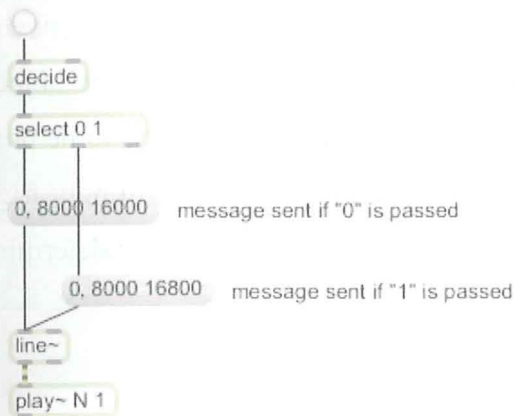 decide
select 0 1
0, 8000 16000 message sent if "0" is passed
0, 8000 16800 message sent if "1" is passed
line~
play~ N 1